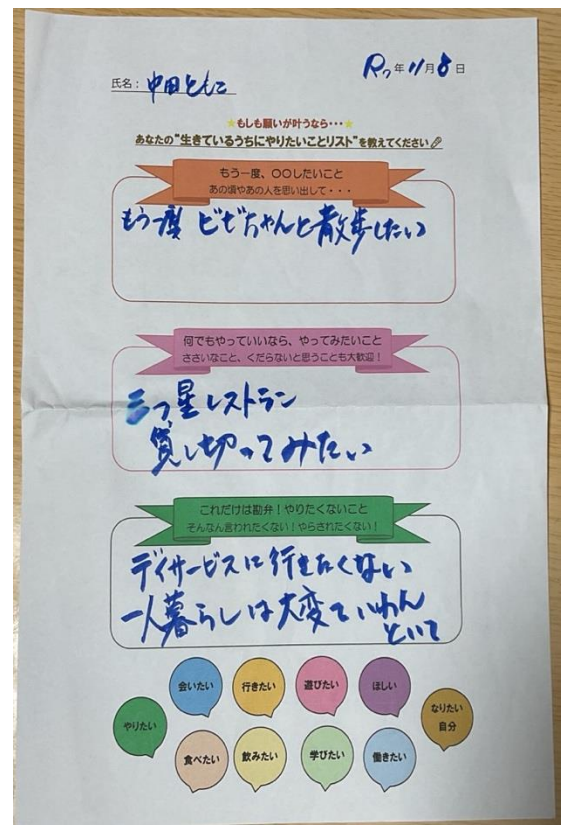 R7年11月8日
氏名：中田ともこ
★もしも願いが叶うなら・・・★
あなたの"生きているうちにやりたいことリスト"を教えてください
もう一度、〇〇したいこと
あの頃やあの人を思い出して・・・
もう一度 ビゼちゃんと散歩したい
何でもやっていいなら、やってみたいこと
ささいなこと、くだらないと思うことも大歓迎！
三つ星レストラン
貸し切ってみたい
これだけは勘弁！やりたくないこと
そんなん言われたくない！やらされたくない！
デイサービスに行きたくない
一人暮らしは大変ていわん
といて
会いたい 行きたい 遊びたい ほしい
やりたい なりたい自分
食べたい 飲みたい 学びたい 働きたい